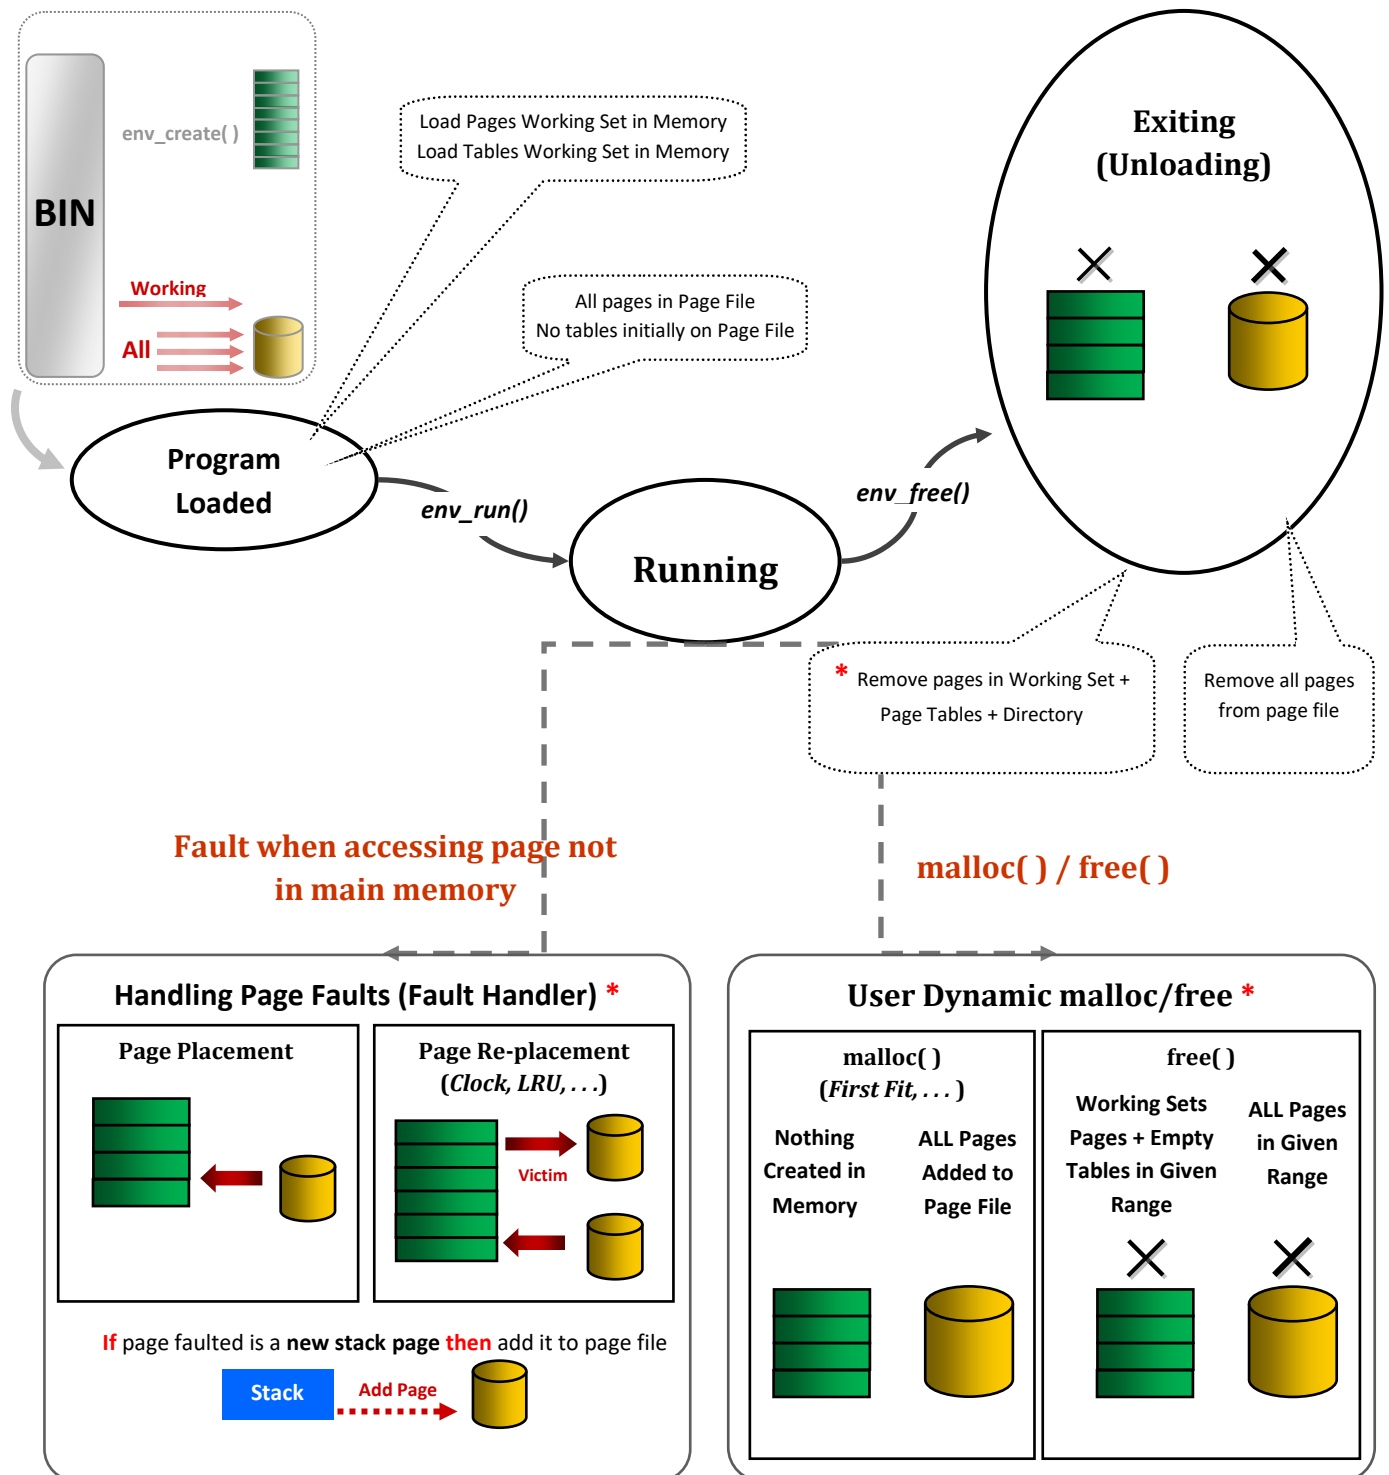 env_create( )
BIN
Working
All
Load Pages Working Set in Memory
Load Tables Working Set in Memory
All pages in Page File
No tables initially on Page File
Exiting
(Unloading)
Program
Loaded
env_run()
Running
env_free()
* Remove pages in Working Set +
Page Tables + Directory
Remove all pages
from page file
Fault when accessing page not
in main memory
malloc( ) / free( )
Handling Page Faults (Fault Handler) *
Page Placement
Page Re-placement
(Clock, LRU, . . .)
Victim
If page faulted is a new stack page then add it to page file
Stack
Add Page
User Dynamic malloc/free *
malloc( )
(First Fit, . . . )
Nothing
Created in
Memory
ALL Pages
Added to
Page File
free( )
Working Sets
Pages + Empty
Tables in Given
Range
ALL Pages
in Given
Range